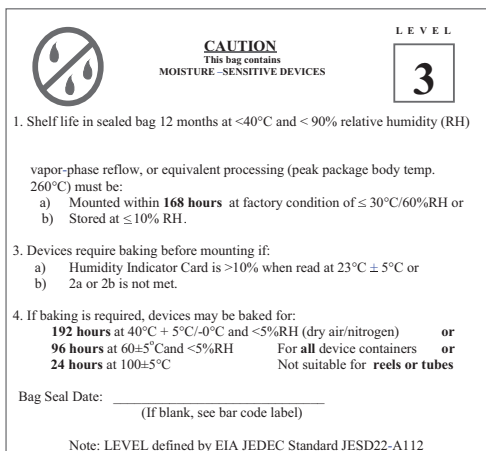 LEVEL
3
CAUTION
This bag contains
MOISTURE –SENSITIVE DEVICES
1. Shelf life in sealed bag 12 months at <40°C and < 90% relative humidity (RH)
vapor-phase reflow, or equivalent processing (peak package body temp.
260°C) must be:
a) Mounted within 168 hours at factory condition of ≤ 30°C/60%RH or
b) Stored at ≤10% RH.
3. Devices require baking before mounting if:
a) Humidity Indicator Card is >10% when read at 23°C ± 5°C or
b) 2a or 2b is not met.
4. If baking is required, devices may be baked for:
192 hours at 40°C + 5°C/-0°C and <5%RH (dry air/nitrogen) or
96 hours at 60±5°Cand <5%RH For all device containers or
24 hours at 100±5°C Not suitable for reels or tubes
Bag Seal Date: ______________________________
(If blank, see bar code label)
Note: LEVEL defined by EIA JEDEC Standard JESD22-A112